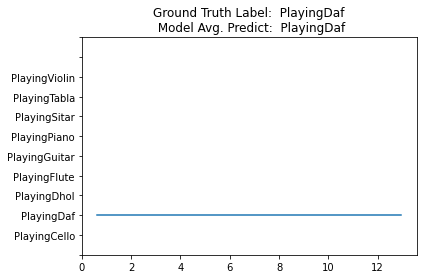 Ground Truth Label:  PlayingDaf
Model Avg. Predict:  PlayingDaf
PlayingViolin
PlayingTabla
PlayingSitar
PlayingPiano
PlayingGuitar
PlayingFlute
PlayingDhol
PlayingDaf
PlayingCello
0 2 4 6 8 10 12